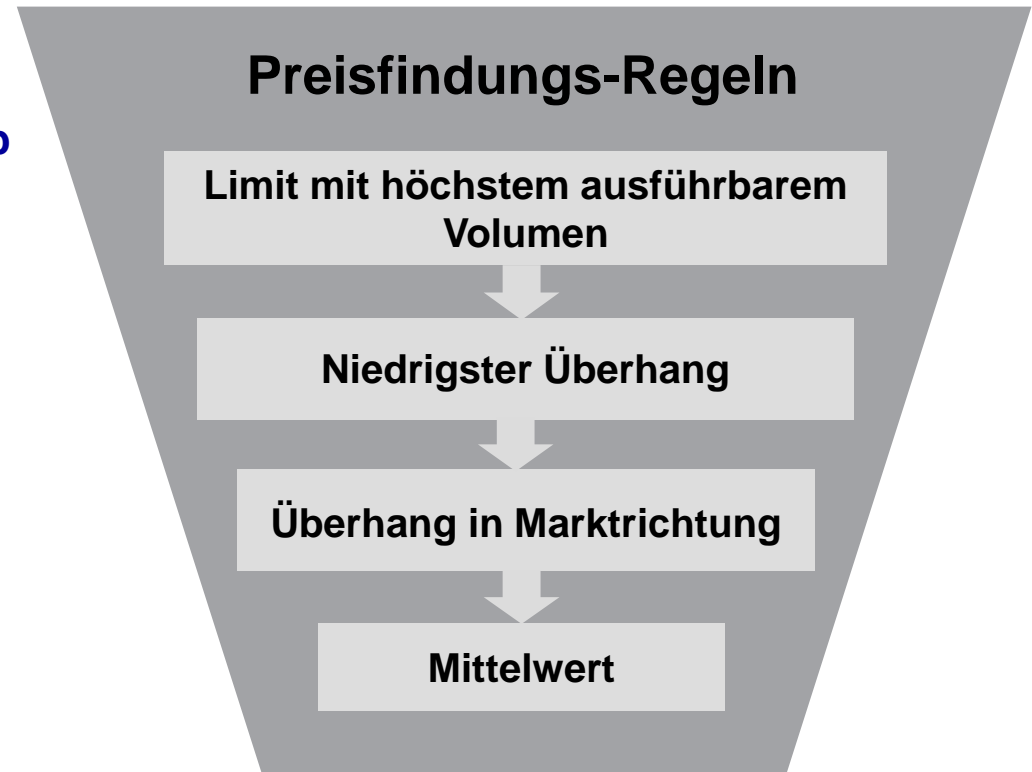 Preisfindungs-Regeln
Limit mit höchstem ausführbarem
Volumen
Niedrigster Überhang
Überhang in Marktrichtung
Mittelwert